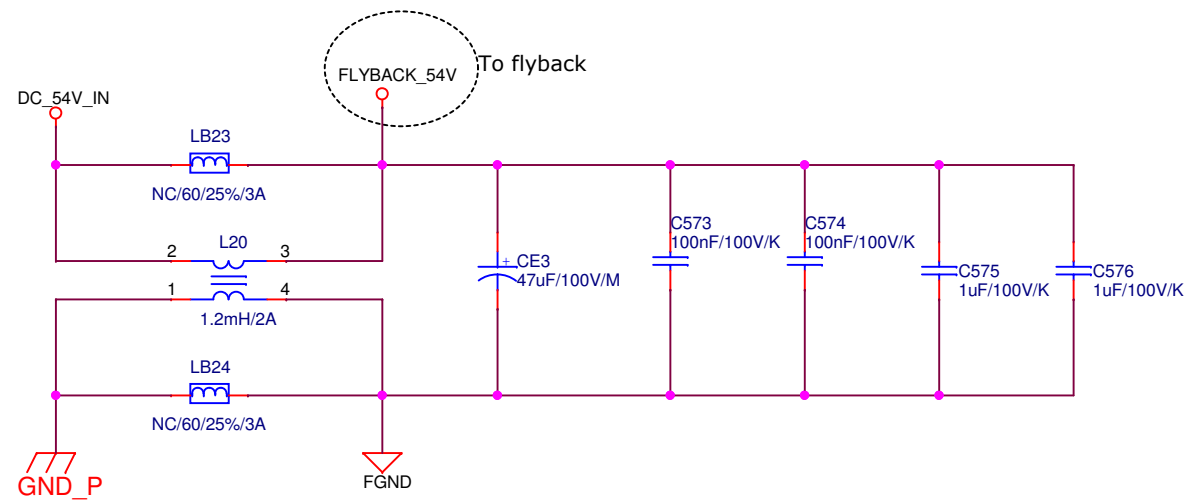 To flyback
FLYBACK_54V
DC_54V_IN
LB23
NC/60/25%/3A
L20
2
3
1
4
1.2mH/2A
LB24
NC/60/25%/3A
GND_P
FGND
+ CE3
47uF/100V/M
C573
100nF/100V/K
C574
100nF/100V/K
C575
1uF/100V/K
C576
1uF/100V/K